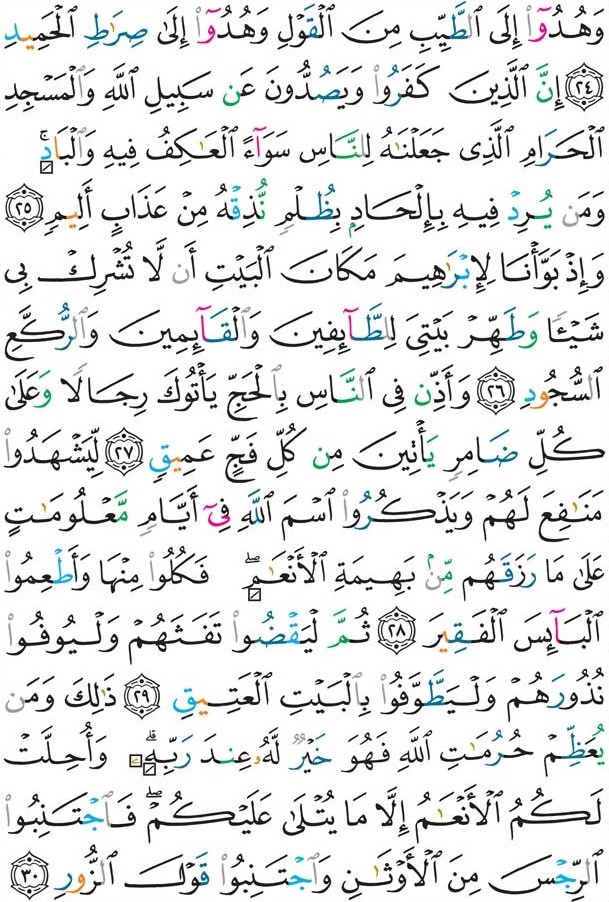 وَهُدُوٓا۟ إِلَى ٱلطَّيِّبِ مِنَ ٱلْقَوْلِ وَهُدُوٓا۟ إِلَىٰ صِرَٰطِ ٱلْحَمِيدِ
﴿٢٤﴾ إِنَّ ٱلَّذِينَ كَفَرُوا۟ وَيَصُدُّونَ عَن سَبِيلِ ٱللَّهِ وَٱلْمَسْجِدِ
ٱلْحَرَامِ ٱلَّذِى جَعَلْنَٰهُ لِلنَّاسِ سَوَآءً ٱلْعَٰكِفُ فِيهِ وَٱلْبَادِ ۚ
وَمَن يُرِدْ فِيهِ بِإِلْحَادٍۭ بِظُلْمٍ نُّذِقْهُ مِنْ عَذَابٍ أَلِيمٍ ﴿٢٥﴾
وَإِذْ بَوَّأْنَا لِإِبْرَٰهِيمَ مَكَانَ ٱلْبَيْتِ أَن لَّا تُشْرِكْ بِى
شَيْـًٔا وَطَهِّرْ بَيْتِىَ لِلطَّآئِفِينَ وَٱلْقَآئِمِينَ وَٱلرُّكَّعِ
ٱلسُّجُودِ ﴿٢٦﴾ وَأَذِّن فِى ٱلنَّاسِ بِٱلْحَجِّ يَأْتُوكَ رِجَالًا وَعَلَىٰ
كُلِّ ضَامِرٍ يَأْتِينَ مِن كُلِّ فَجٍّ عَمِيقٍ ﴿٢٧﴾ لِّيَشْهَدُوا۟
مَنَٰفِعَ لَهُمْ وَيَذْكُرُوا۟ ٱسْمَ ٱللَّهِ فِىٓ أَيَّامٍ مَّعْلُومَٰتٍ
عَلَىٰ مَا رَزَقَهُم مِّنۢ بَهِيمَةِ ٱلْأَنْعَٰمِ ۖ فَكُلُوا۟ مِنْهَا وَأَطْعِمُوا۟
ٱلْبَآئِسَ ٱلْفَقِيرَ ﴿٢٨﴾ ثُمَّ لْيَقْضُوا۟ تَفَثَهُمْ وَلْيُوفُوا۟
نُذُورَهُمْ وَلْيَطَّوَّفُوا۟ بِٱلْبَيْتِ ٱلْعَتِيقِ ﴿٢٩﴾ ذَٰلِكَ وَمَن
يُعَظِّمْ حُرُمَٰتِ ٱللَّهِ فَهُوَ خَيْرٌ لَّهُۥ عِندَ رَبِّهِۦ ۗ وَأُحِلَّتْ
لَكُمُ ٱلْأَنْعَٰمُ إِلَّا مَا يُتْلَىٰ عَلَيْكُمْ ۖ فَٱجْتَنِبُوا۟
ٱلرِّجْسَ مِنَ ٱلْأَوْثَٰنِ وَٱجْتَنِبُوا۟ قَوْلَ ٱلزُّورِ ﴿٣٠﴾